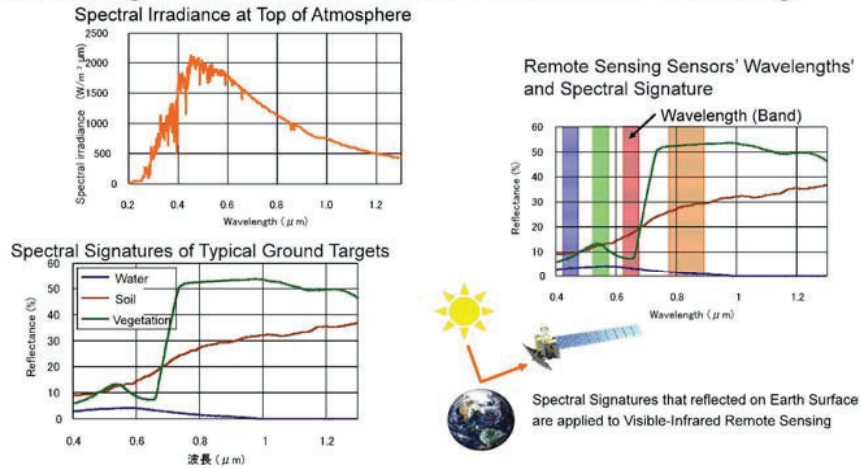 Spectral Irradiance at Top of Atmosphere
Spectral irradiance (W/m² μm)
2500
2000
1500
1000
500
0
0.2
0.4
0.6
0.8
1.0
1.2
Wavelength (μm)
Remote Sensing Sensors' Wavelengths'
and Spectral Signature
Wavelength (Band)
Reflectance (%)
60
50
40
30
20
10
0
0.4
0.6
0.8
1
1.2
Wavelength (μm)
Spectral Signatures of Typical Ground Targets
Reflectance (%)
60
50
40
30
20
10
0
Water
Soil
Vegetation
0.4
0.6
0.8
1
1.2
波長 (μm)
Spectral Signatures that reflected on Earth Surface
are applied to Visible-Infrared Remote Sensing